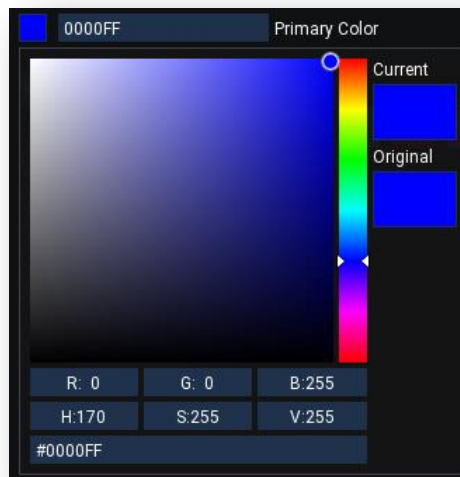 0000FF Primary Color
Current
Original
R: 0 G: 0 B:255
H:170 S:255 V:255
#0000FF